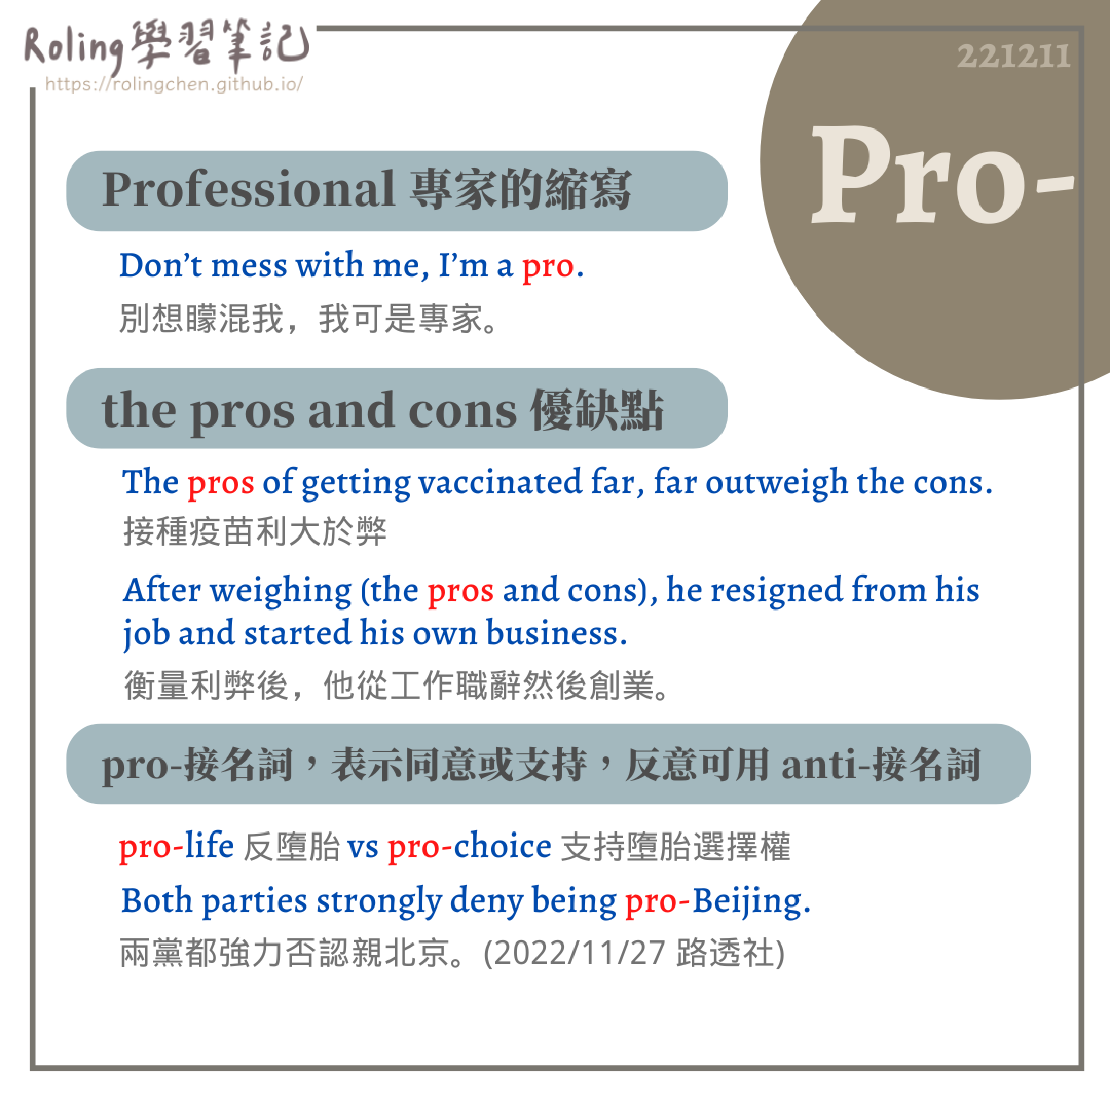 Roling學習筆記
https://rolingchen.github.io/
221211
Pro-
Professional 專家的縮寫
Don’t mess with me, I’m a pro.
別想矇混我，我可是專家。
the pros and cons 優缺點
The pros of getting vaccinated far, far outweigh the cons.
接種疫苗利大於弊
After weighing (the pros and cons), he resigned from his
job and started his own business.
衡量利弊後，他從工作職辭然後創業。
pro-接名詞，表示同意或支持，反意可用 anti-接名詞
pro-life 反墮胎 vs pro-choice 支持墮胎選擇權
Both parties strongly deny being pro-Beijing.
兩黨都強力否認親北京。(2022/11/27 路透社)